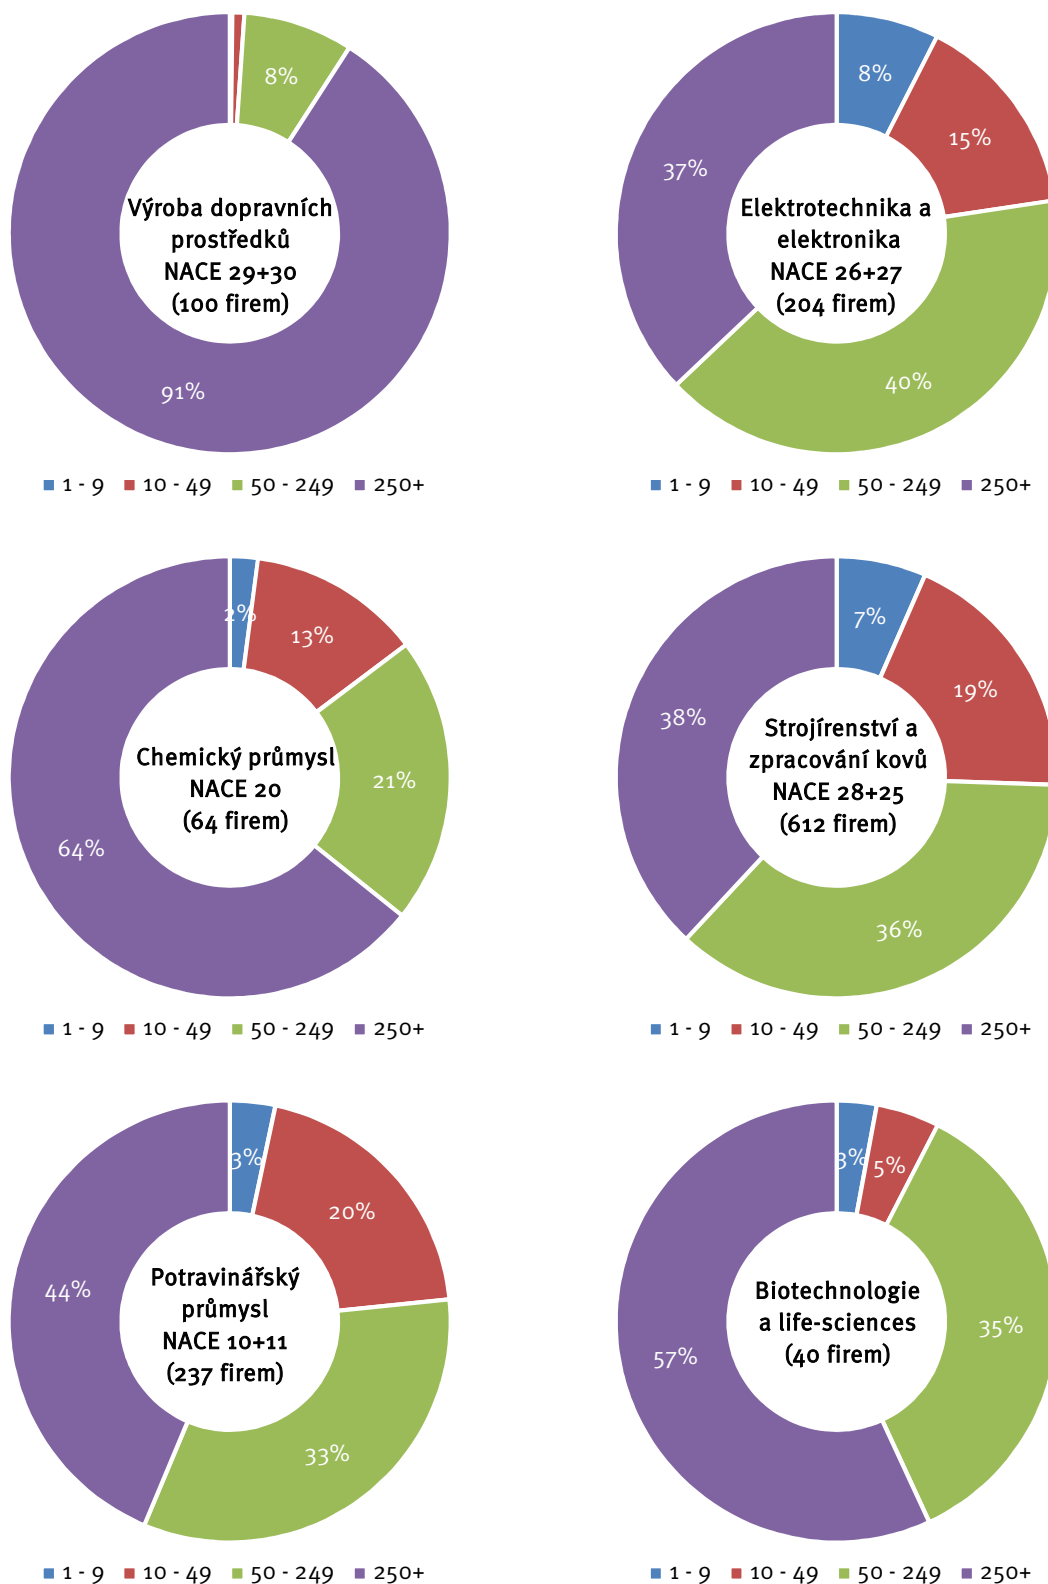 8%
91%
Výroba dopravních
prostředků
NACE 29+30
(100 firem)
1 - 9 10 - 49 50 - 249 250+
8%
15%
37%
40%
Elektrotechnika a
elektronika
NACE 26+27
(204 firem)
1 - 9 10 - 49 50 - 249 250+
2%
13%
21%
64%
Chemický průmysl
NACE 20
(64 firem)
1 - 9 10 - 49 50 - 249 250+
7%
19%
38%
36%
Strojírenství a
zpracování kovů
NACE 28+25
(612 firem)
1 - 9 10 - 49 50 - 249 250+
3%
20%
44%
33%
Potravinářský
průmysl
NACE 10+11
(237 firem)
1 - 9 10 - 49 50 - 249 250+
3%
5%
35%
57%
Biotechnologie
a life-sciences
(40 firem)
1 - 9 10 - 49 50 - 249 250+